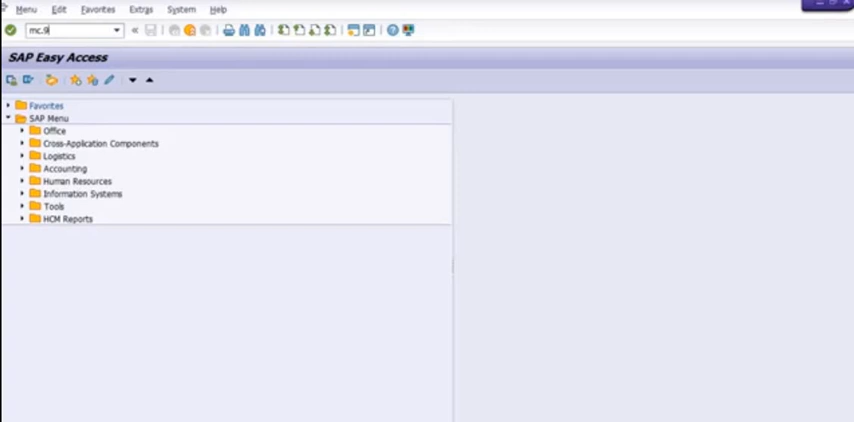 Menu Edit Favorites Extras System Help
mc.9
SAP Easy Access
Favorites
SAP Menu
Office
Cross-Application Components
Logistics
Accounting
Human Resources
Information Systems
Tools
HCM Reports